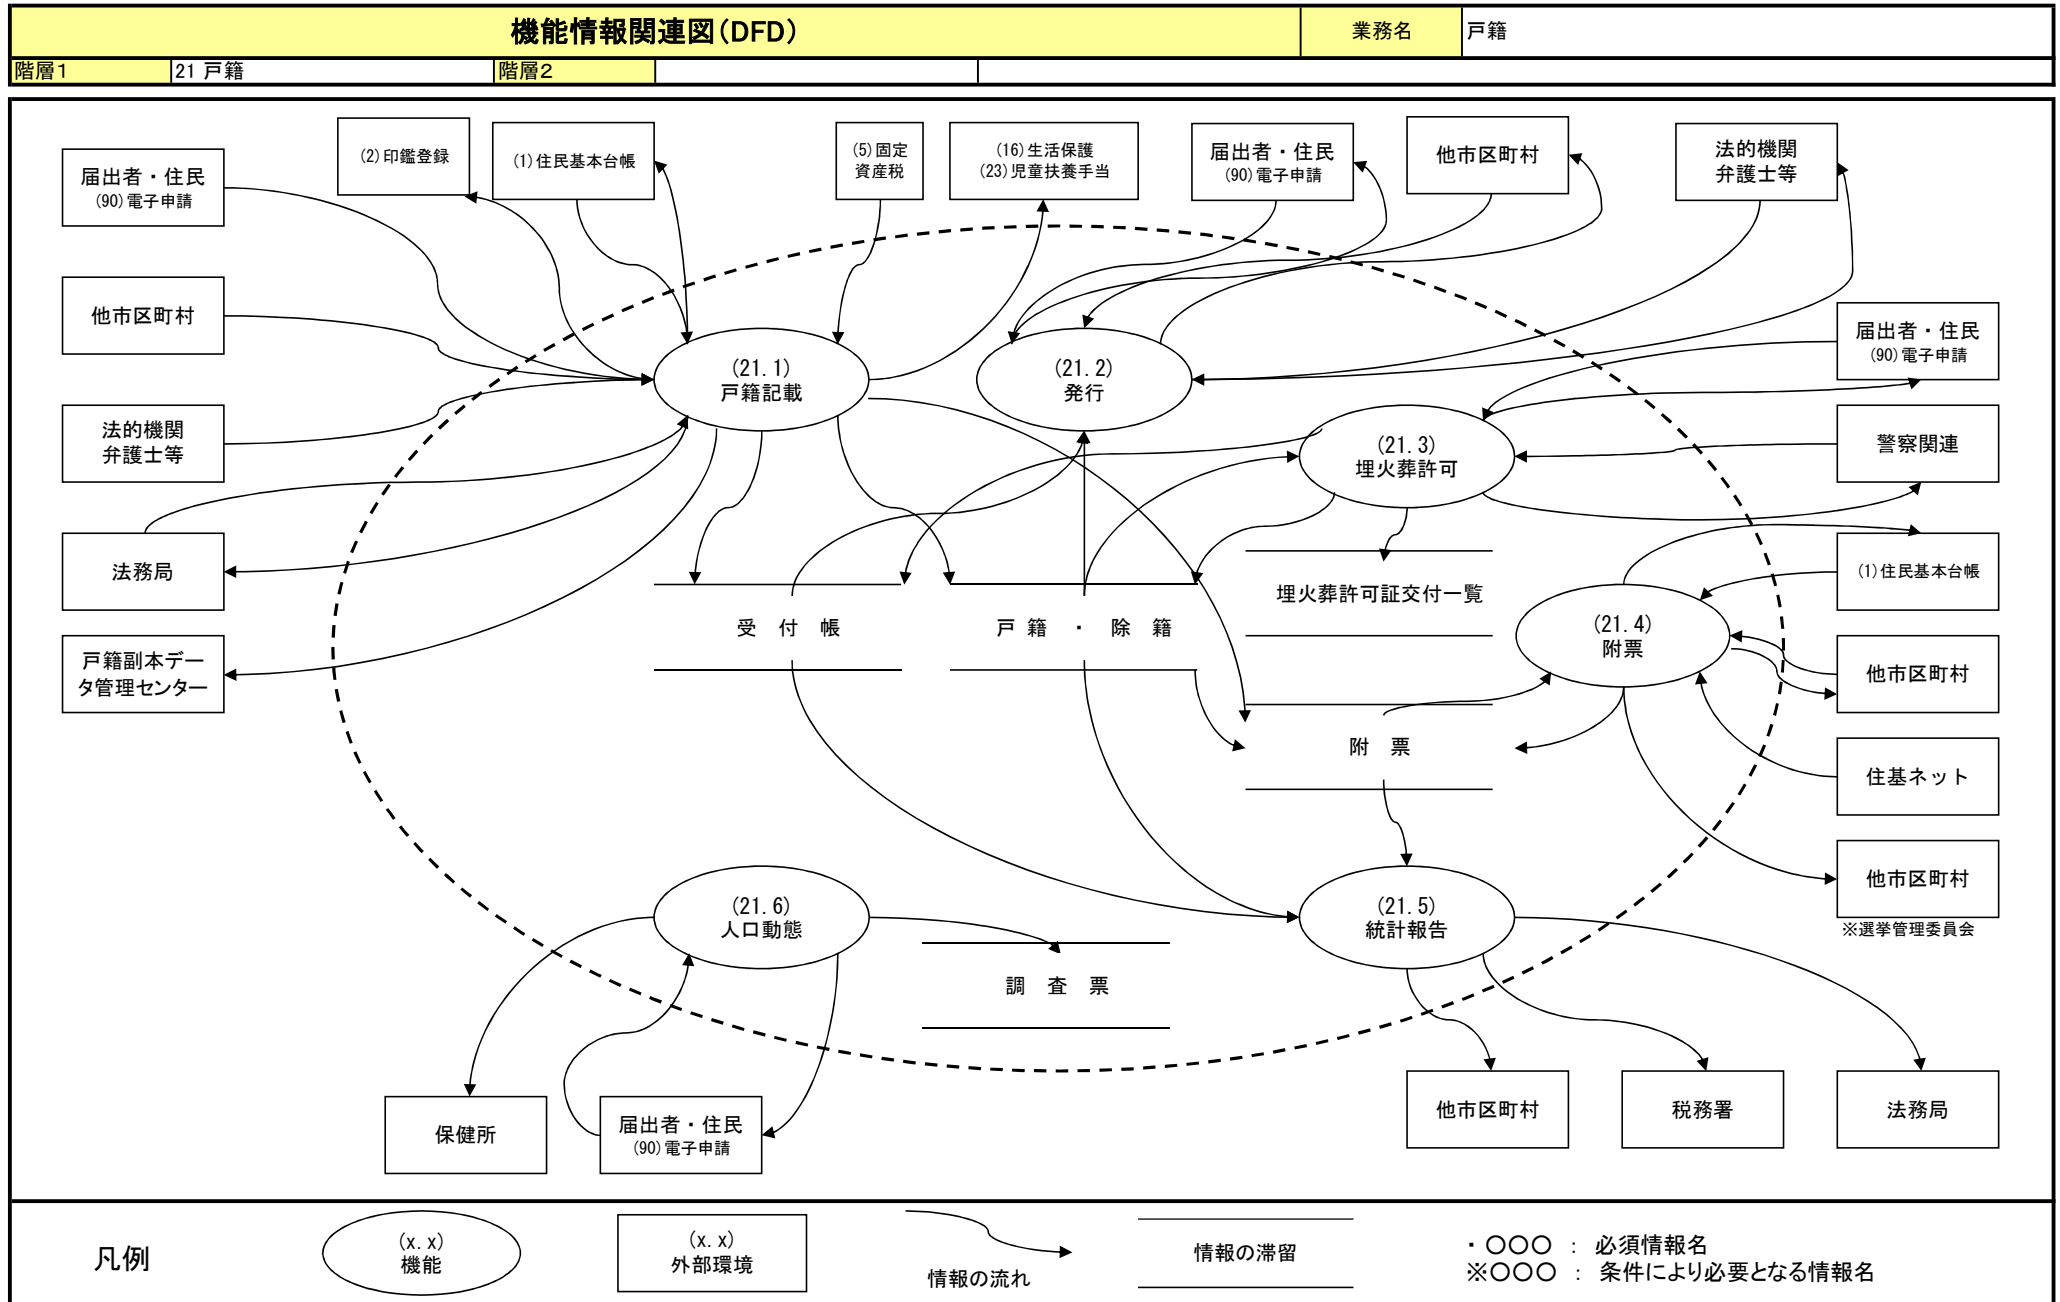 機能情報関連図(DFD)
業務名
戸籍
階層1
21 戸籍
階層2
届出者・住民
(90)電子申請
(2)印鑑登録
(1)住民基本台帳
(5)固定
資産税
(16)生活保護
(23)児童扶養手当
届出者・住民
(90)電子申請
他市区町村
法的機関
弁護士等
他市区町村
法的機関
弁護士等
法務局
戸籍副本デー
タ管理センター
(21.1)
戸籍記載
(21.2)
発行
(21.3)
埋火葬許可
届出者・住民
(90)電子申請
警察関連
(1)住民基本台帳
他市区町村
住基ネット
他市区町村
※選挙管理委員会
受 付 帳
戸 籍 ・ 除 籍
埋火葬許可証交付一覧
(21.4)
附票
附 票
(21.6)
人口動態
調 査 票
(21.5)
統計報告
保健所
届出者・住民
(90)電子申請
他市区町村
税務署
法務局
凡例
(x.x)
機能
(x.x)
外部環境
情報の流れ
情報の滞留
・ 〇〇〇 : 必須情報名
※〇〇〇 : 条件により必要となる情報名